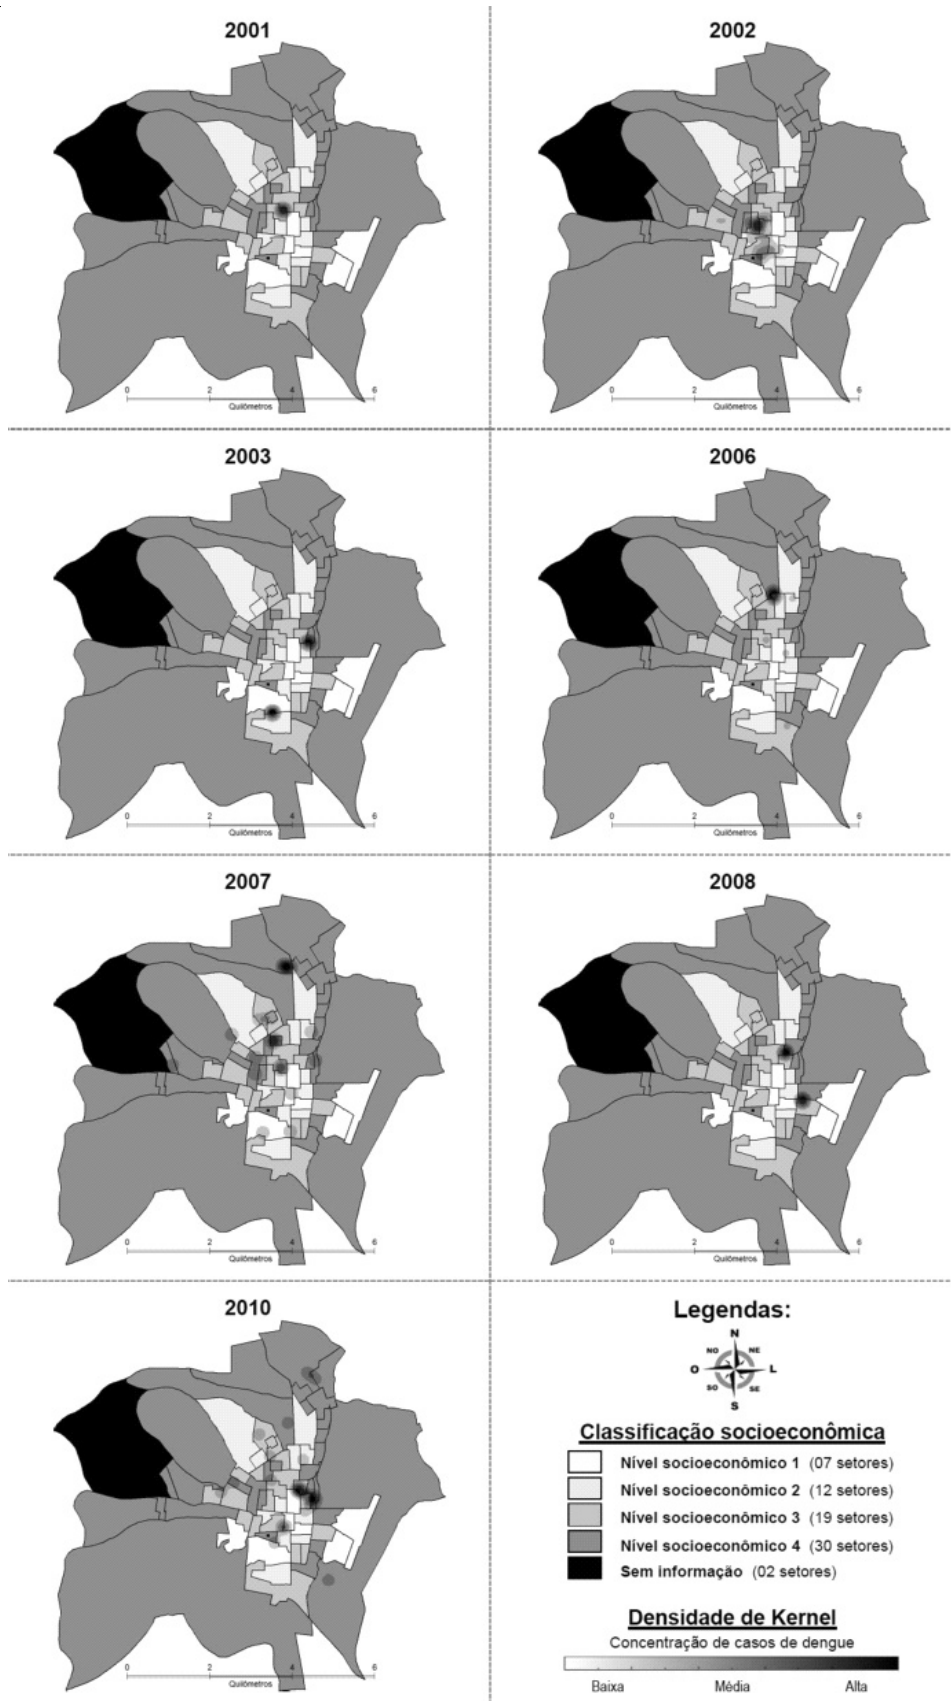 2001
2002
0 2 4 6
Quilômetros
0 2 4 6
Quilômetros
2003
2006
0 2 4 6
Quilômetros
0 2 4 6
Quilômetros
2007
2008
0 2 4 6
Quilômetros
0 2 4 6
Quilômetros
2010
0 2 4 6
Quilômetros
Legendas:
N
NO NE
O L
SO SE
S
Classificação socioeconômica
Nível socioeconômico 1 (07 setores)
Nível socioeconômico 2 (12 setores)
Nível socioeconômico 3 (19 setores)
Nível socioeconômico 4 (30 setores)
Sem informação (02 setores)
Densidade de Kernel
Concentração de casos de dengue
Baixa Média Alta